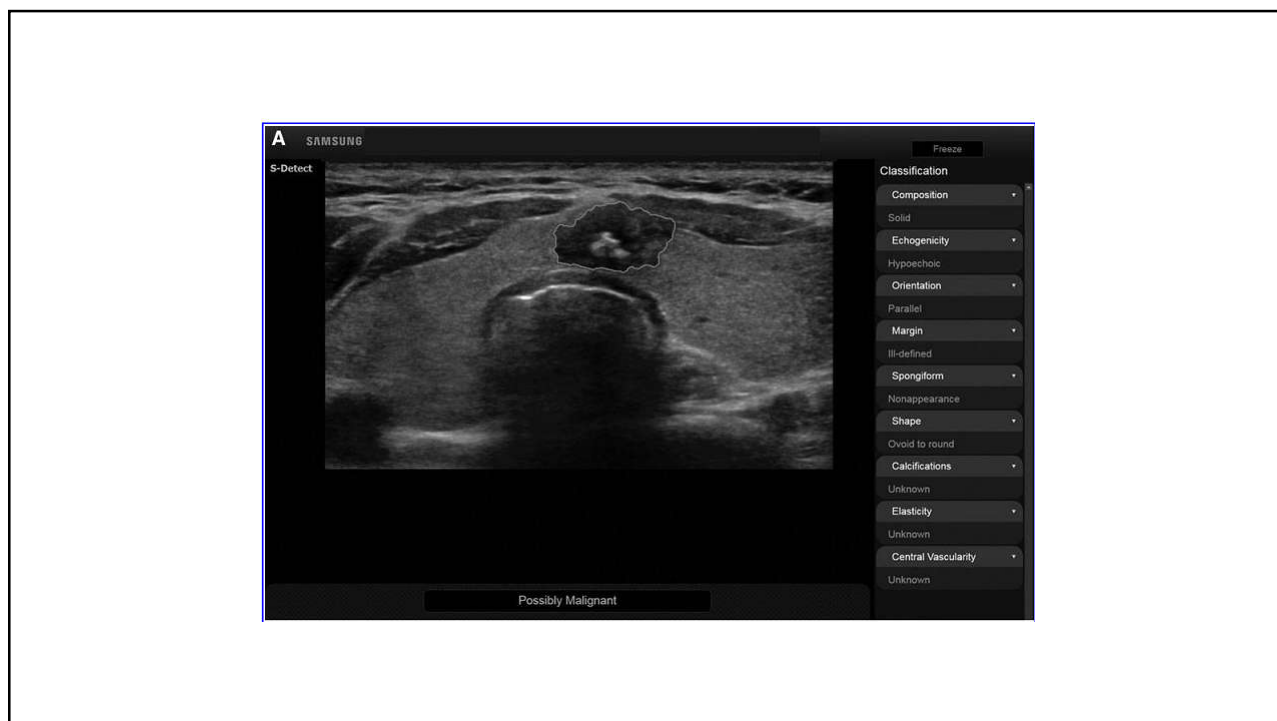 A SAMSUNG
Freeze
S-Detect
Classification
Composition
Solid
Echogenicity
Hypoechoic
Orientation
Parallel
Margin
Ill-defined
Spongiform
Nonappearance
Shape
Ovoid to round
Calcifications
Unknown
Elasticity
Unknown
Central Vascularity
Unknown
Possibly Malignant